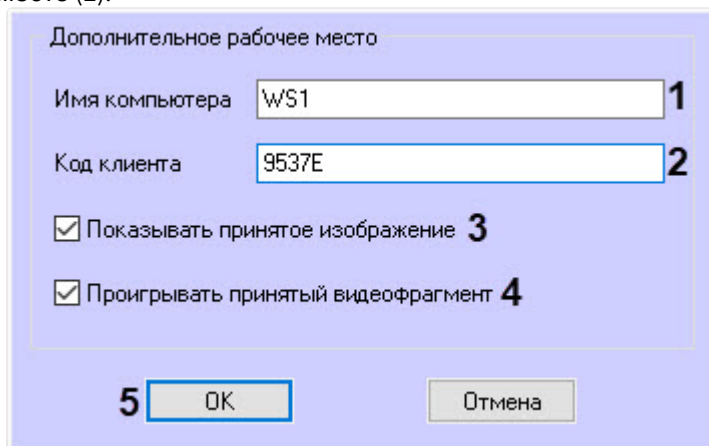 Дополнительное рабочее место
Имя компьютера WS1 1
Код клиента 9537E 2
Показывать принятое изображение 3
Проигрывать принятый видеофрагмент 4
5 OK Отмена